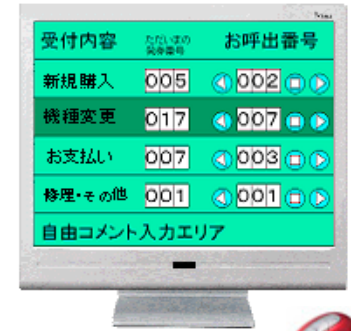 受付内容 ただいまの発券番号 お呼出番号
新規購入 005 002
機種変更 017 007
お支払い 007 003
修理・その他 001 001
自由コメント入力エリア